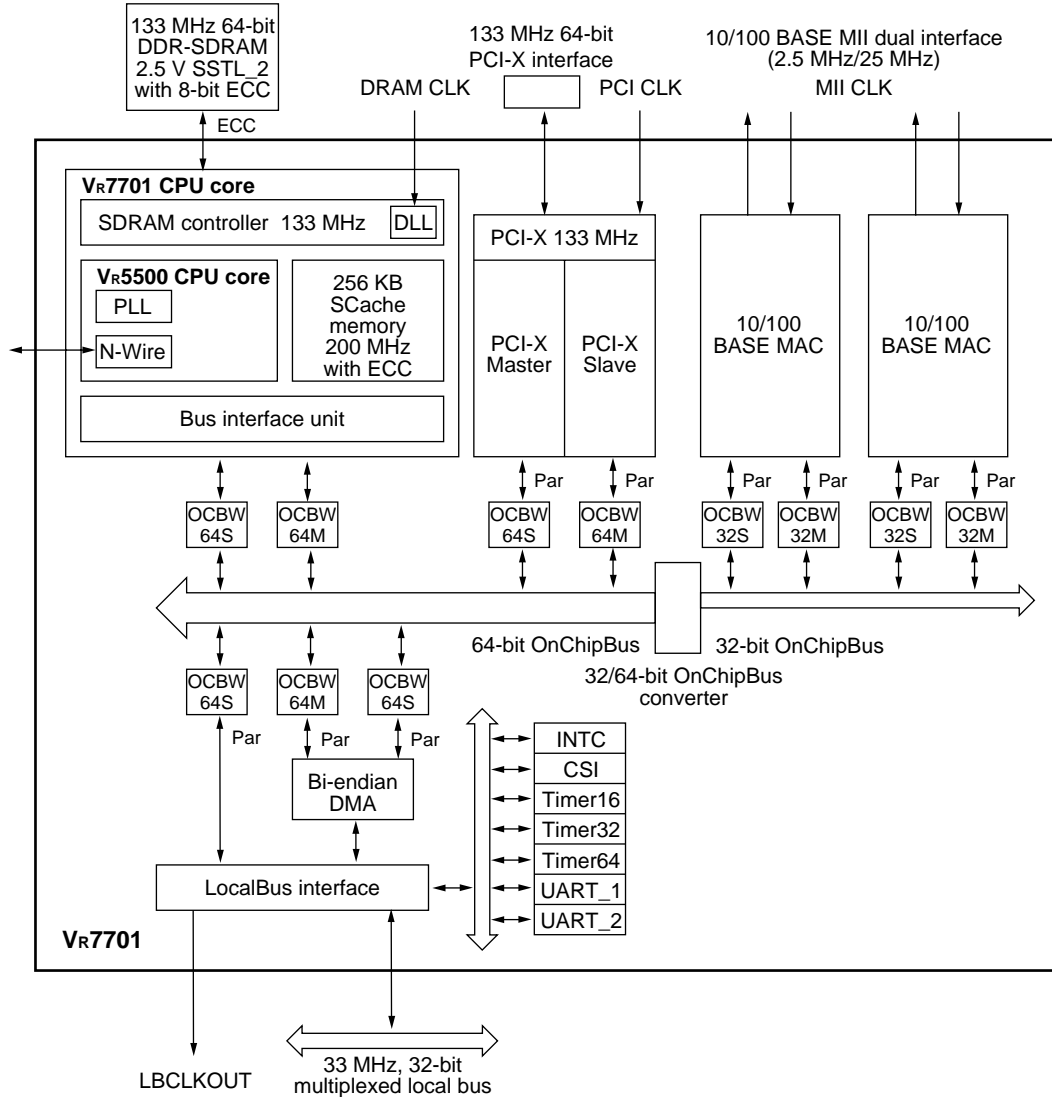 133 MHz 64-bit
DDR-SDRAM
2.5 V SSTL_2
with 8-bit ECC
133 MHz 64-bit
PCI-X interface
10/100 BASE MII dual interface
(2.5 MHz/25 MHz)
DRAM CLK
PCI CLK
MII CLK
ECC
VR7701 CPU core
SDRAM controller 133 MHz
DLL
VR5500 CPU core
PLL
N-Wire
256 KB
SCache
memory
200 MHz
with ECC
Bus interface unit
PCI-X 133 MHz
PCI-X
Master
PCI-X
Slave
10/100
BASE MAC
10/100
BASE MAC
Par
Par
Par
Par
Par
Par
OCBW
64S
OCBW
64M
OCBW
64S
OCBW
64M
OCBW
32S
OCBW
32M
OCBW
32S
OCBW
32M
64-bit OnChipBus
32-bit OnChipBus
32/64-bit OnChipBus
converter
OCBW
64S
OCBW
64M
OCBW
64S
Par
Par
Par
Bi-endian
DMA
INTC
CSI
Timer16
Timer32
Timer64
UART_1
UART_2
LocalBus interface
VR7701
LBCLKOUT
33 MHz, 32-bit
multiplexed local bus